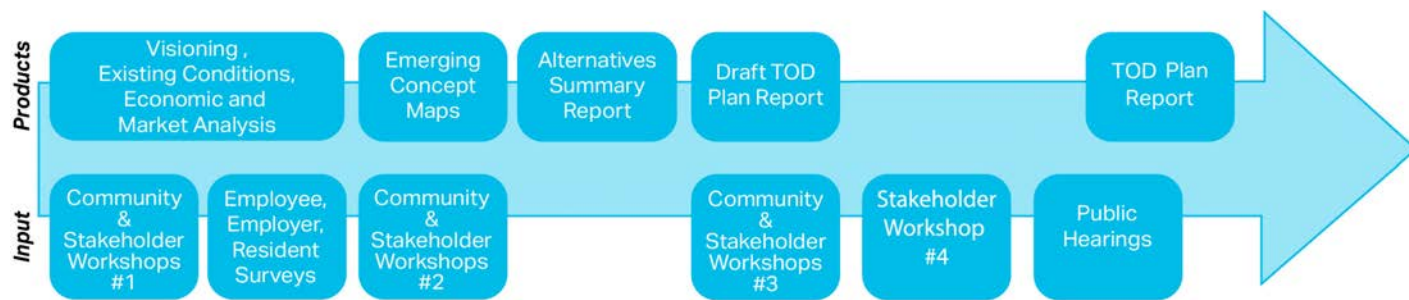 Products
Visioning ,
Existing Conditions,
Economic and
Market Analysis
Emerging
Concept
Maps
Alternatives
Summary
Report
Draft TOD
Plan Report
TOD Plan
Report
Input
Community
&
Stakeholder
Workshops
#1
Employee,
Employer,
Resident
Surveys
Community
&
Stakeholder
Workshops
#2
Community
&
Stakeholder
Workshops
#3
Stakeholder
Workshop
#4
Public
Hearings